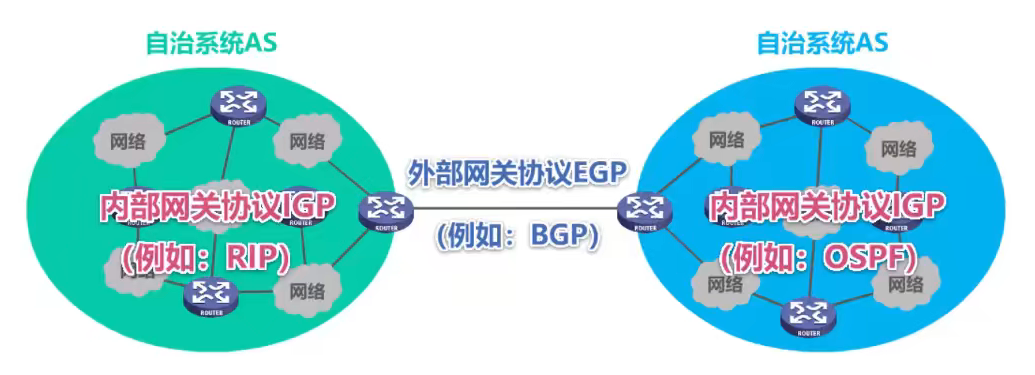 自治系统AS
自治系统AS
ROUTER
ROUTER
网络
网络
网络
网络
外部网关协议EGP
内部网关协议IGP
内部网关协议IGP
ROUTER
ROUTER
(例如：BGP)
(例如：RIP)
(例如：OSPF)
网络
网络
网络
网络
ROUTER
ROUTER